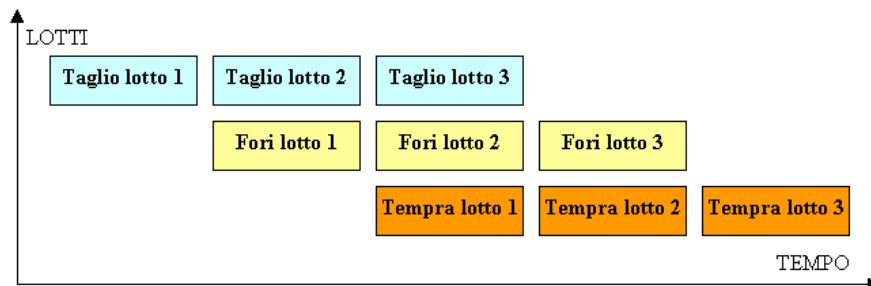 LOTTI
Taglio lotto 1 Taglio lotto 2 Taglio lotto 3
Fori lotto 1 Fori lotto 2 Fori lotto 3
Tempra lotto 1 Tempra lotto 2 Tempra lotto 3
TEMPO